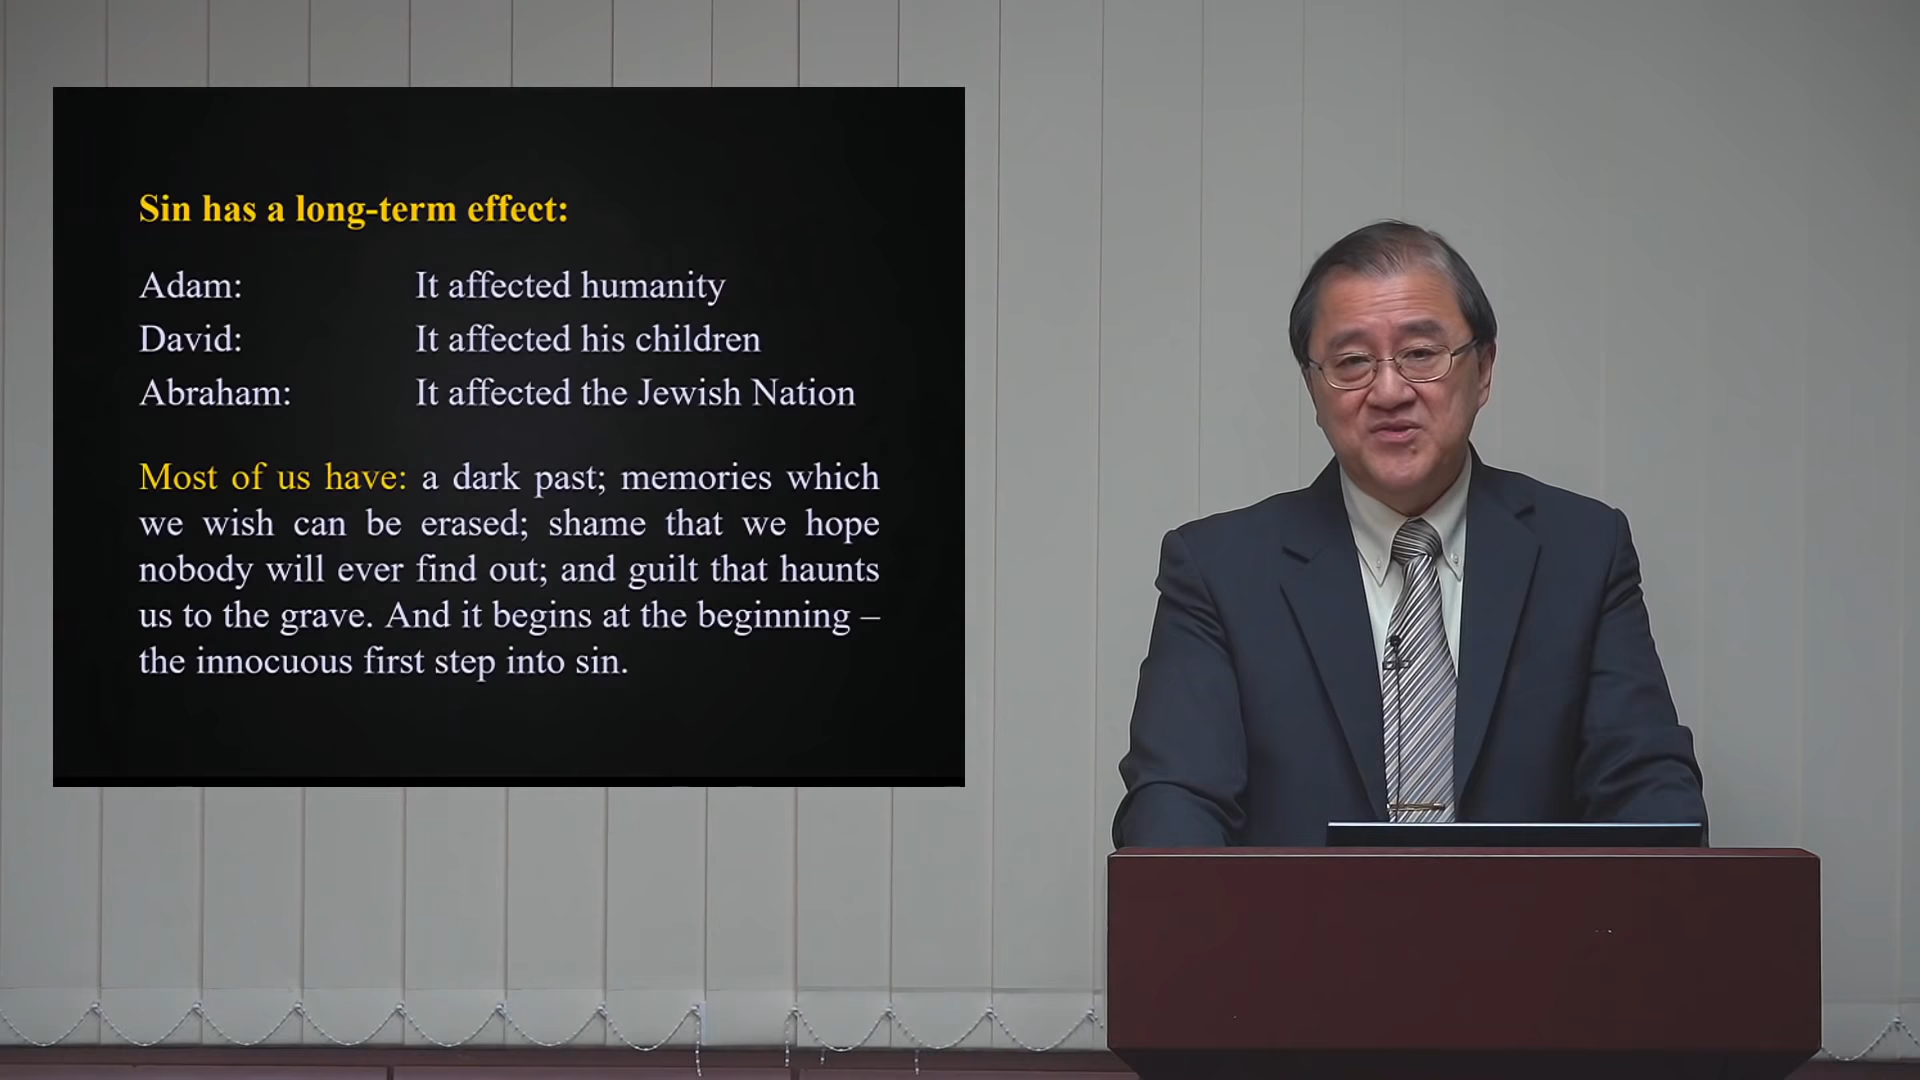 Sin has a long-term effect:
Adam: It affected humanity
David: It affected his children
Abraham: It affected the Jewish Nation
Most of us have: a dark past; memories which
we wish can be erased; shame that we hope
nobody will ever find out; and guilt that haunts
us to the grave. And it begins at the beginning –
the innocuous first step into sin.